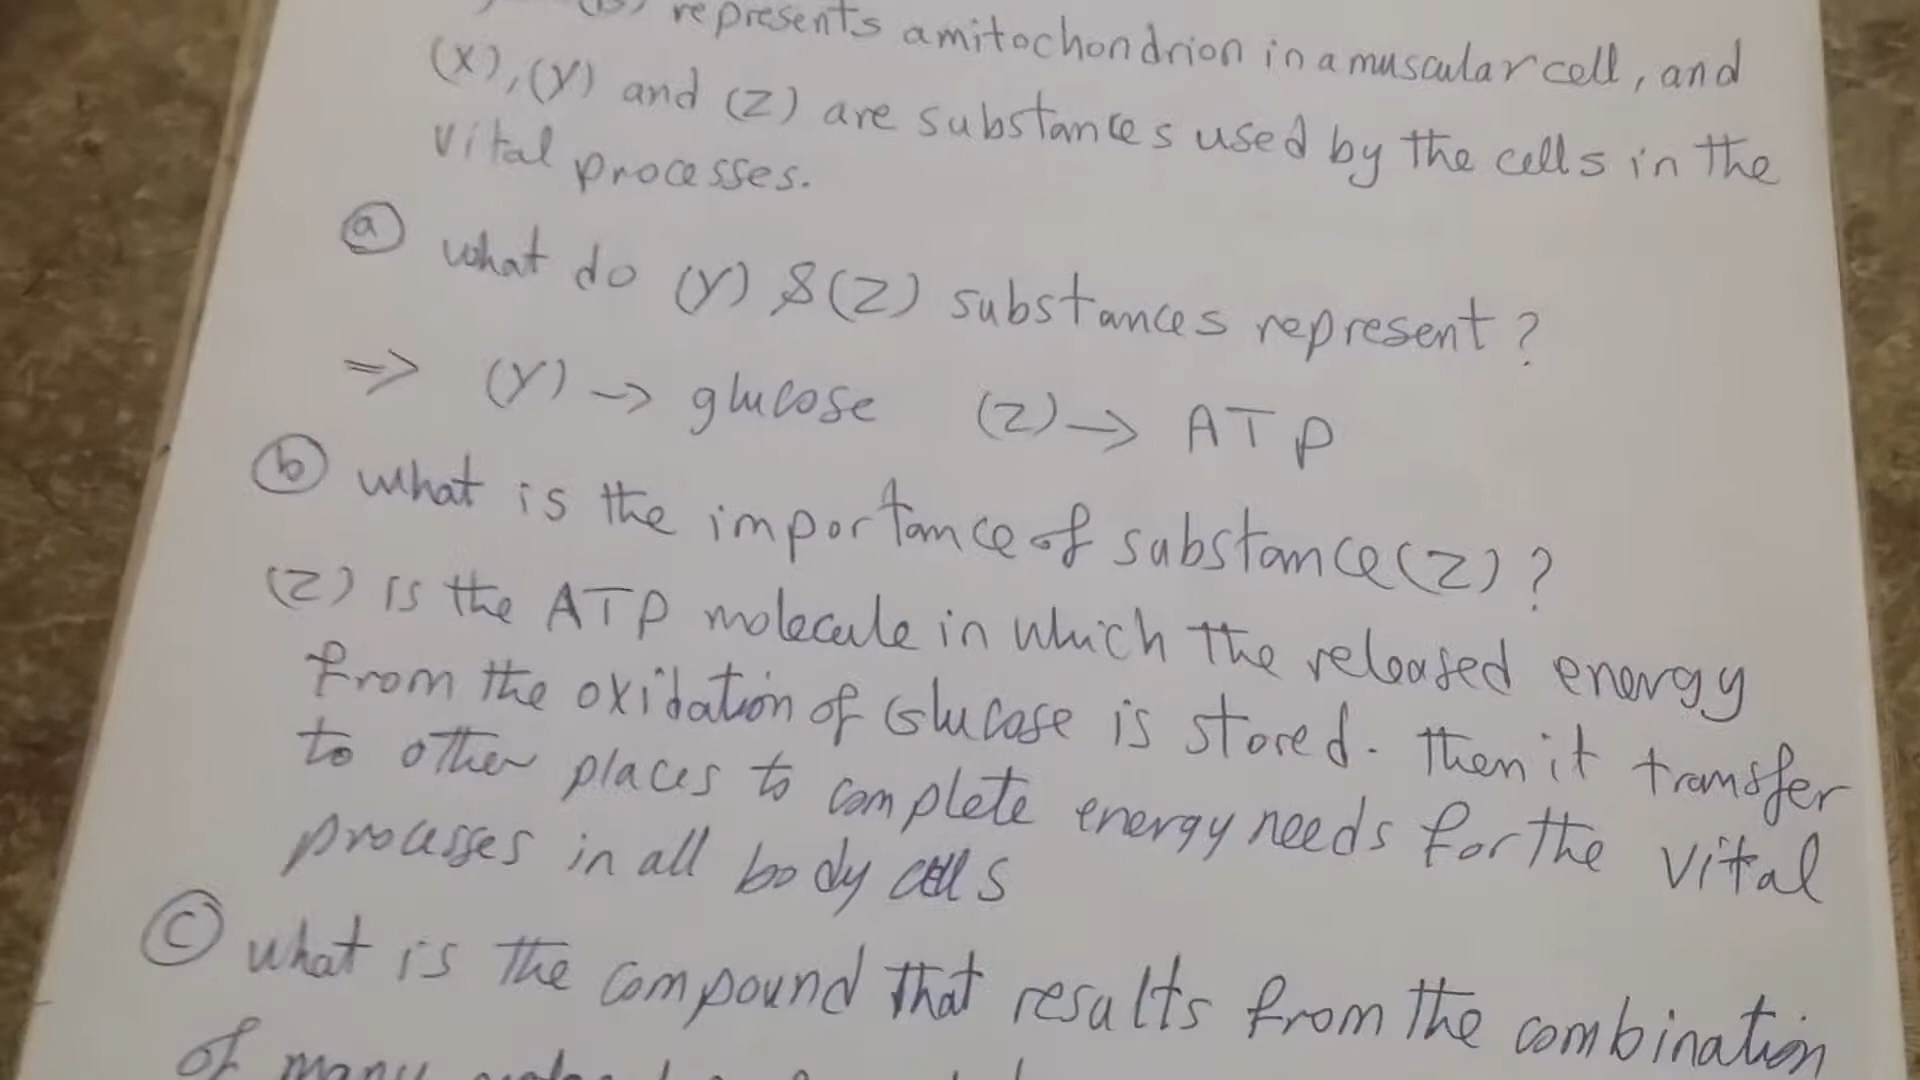 (B) represents a mitochondrion in a muscular cell, and
(X), (Y) and (Z) are substances used by the cells in the
vital processes.
a what do (Y) & (Z) substances represent?
=> (Y) -> glucose (Z) -> ATP
b what is the importance of substance (Z)?
(Z) is the ATP molecule in which the released energy
from the oxidation of Glucose is stored. then it transfer
to other places to complete energy needs for the vital
processes in all body cells
c what is the compound that results from the combination
of many